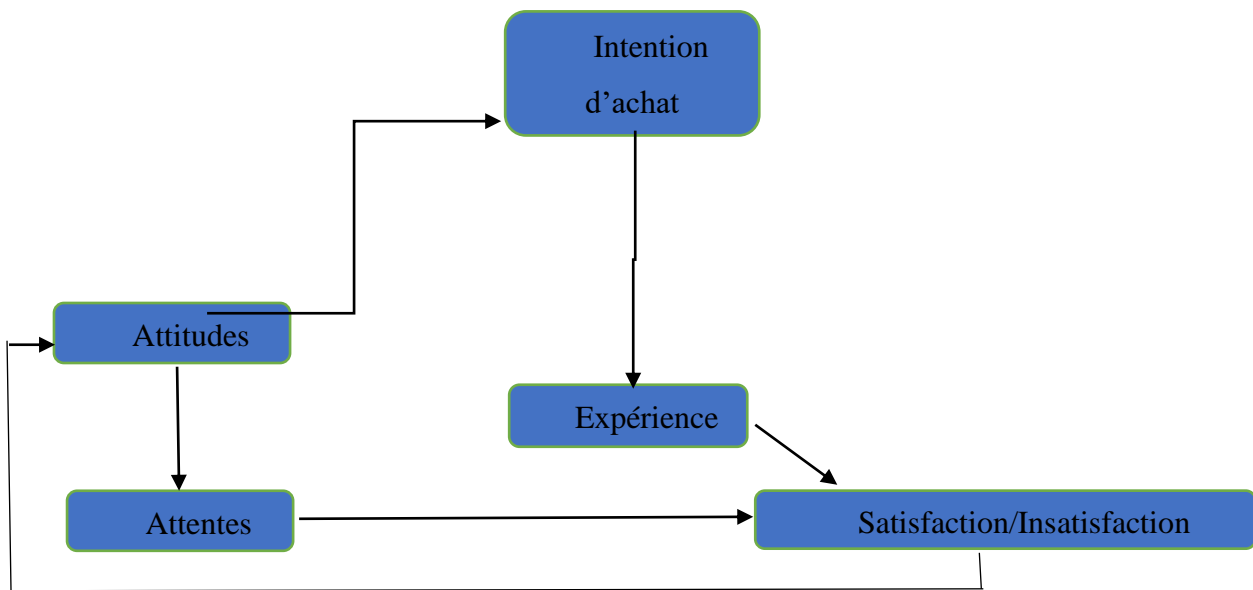 Intention
d’achat
Attitudes
Expérience
Attentes
Satisfaction/Insatisfaction